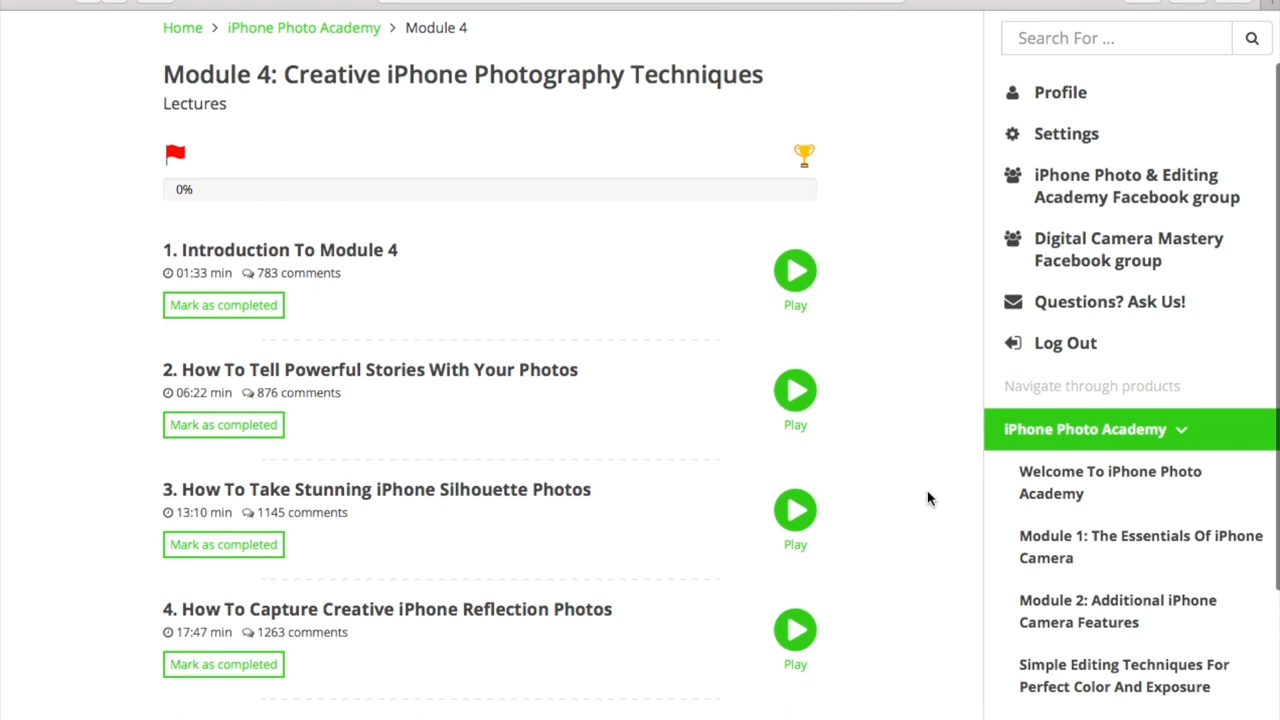 Home > iPhone Photo Academy > Module 4
Module 4: Creative iPhone Photography Techniques
Lectures
0%
1. Introduction To Module 4
01:33 min 783 comments
Mark as completed
Play
2. How To Tell Powerful Stories With Your Photos
06:22 min 876 comments
Mark as completed
Play
3. How To Take Stunning iPhone Silhouette Photos
13:10 min 1145 comments
Mark as completed
Play
4. How To Capture Creative iPhone Reflection Photos
17:47 min 1263 comments
Mark as completed
Play
Search For ...
Profile
Settings
iPhone Photo & Editing
Academy Facebook group
Digital Camera Mastery
Facebook group
Questions? Ask Us!
Log Out
Navigate through products
iPhone Photo Academy
Welcome To iPhone Photo
Academy
Module 1: The Essentials Of iPhone
Camera
Module 2: Additional iPhone
Camera Features
Simple Editing Techniques For
Perfect Color And Exposure